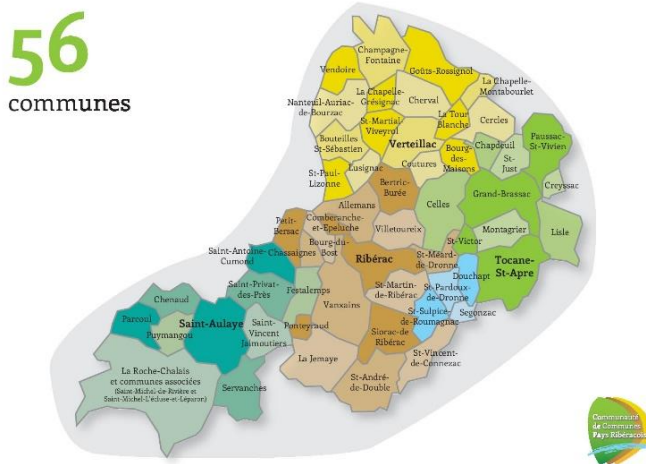 56
communes
Champagne-
Fontaine
Vendoire
Goûts-Rossignol
La Chapelle-
Montabourlet
La Chapelle-
Grésignac
Cherval
Nanteuil-Auriac-
de-Bourzac
La Tour
Blanche
Cercles
St-Martial-
Viveyrol
Paussac-
St-Vivien
Bouteilles
St-Sébastien
Verteillac
Bourg-
des-
Maisons
Chapdeuil
St-
Just
Coutures
Lusignac
St-Paul-
Lizonne
Bertric-
Burée
Creyssac
Grand-Brassac
Allemans
Celles
Petit-
Bersac
Comberanche-
et-Epeluche
Villetoureix
Montagrier
Lisle
Bourg-du-
Bost
St-Victor
Saint-Antoine-
Cumond
Chassaignes
Ribérac
St-Méard-
de-Dronne
Tocane-
St-Apre
Douchapt
Saint-Privat-
des-Prés
Festalemps
St-Martin-
de-Ribérac
St-Pardoux-
de-Dronne
Chenaud
Vanxains
Segonzac
Parcoul
Saint-Aulaye
Saint-
Vincent
Jalmoutiers
Ponteyraud
St-Sulpice-
de-Roumagnac
Puymangou
Siorac-de
Ribérac
La Jemaye
St-Vincent-
de-Connezac
La Roche-Chalais
et communes associées
(Saint-Michel-de-Rivière et
Saint-Michel-L'écluse-et-Léparon)
Servanches
St-André-
de-Double
Communauté
de Communes
Pays Ribéracois